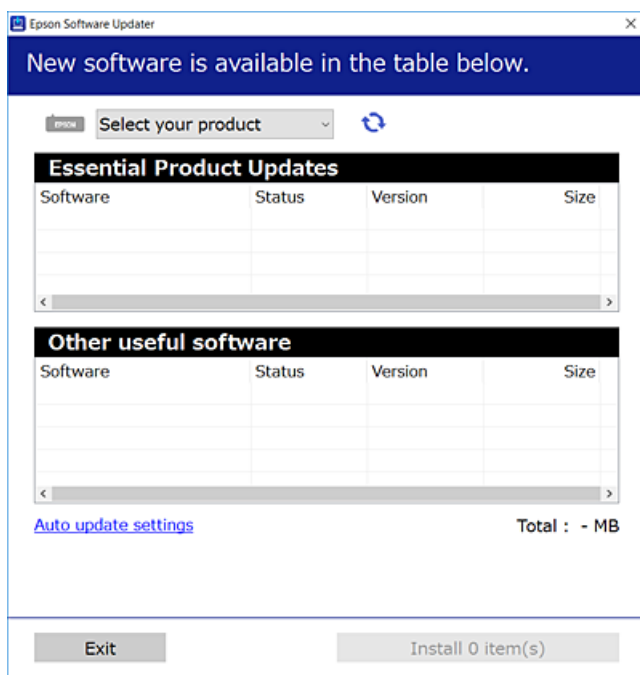 Epson Software Updater
New software is available in the table below.
EPSON Select your product
Essential Product Updates
Software Status Version Size
Other useful software
Software Status Version Size
Auto update settings Total : - MB
Exit Install 0 item(s)